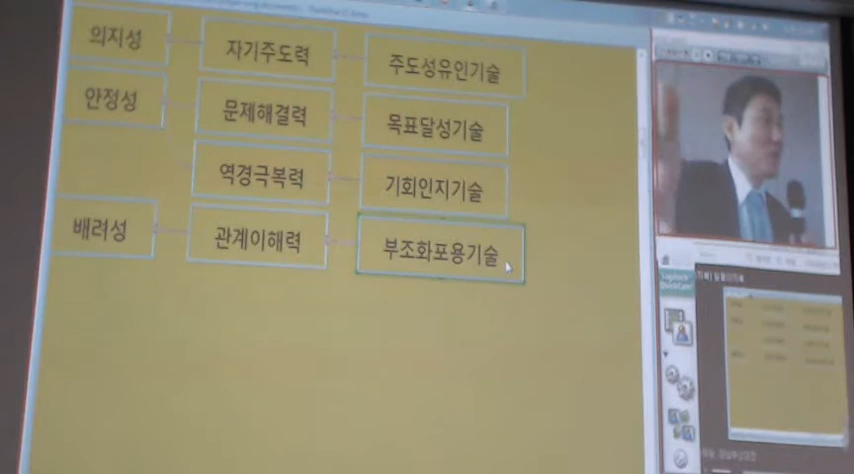 의지성 자기주도력 주도성유인기술
안정성 문제해결력 목표달성기술
역경극복력 기회인지기술
배려성 관계이해력 부조화포용기술
Logitech
QuickCam